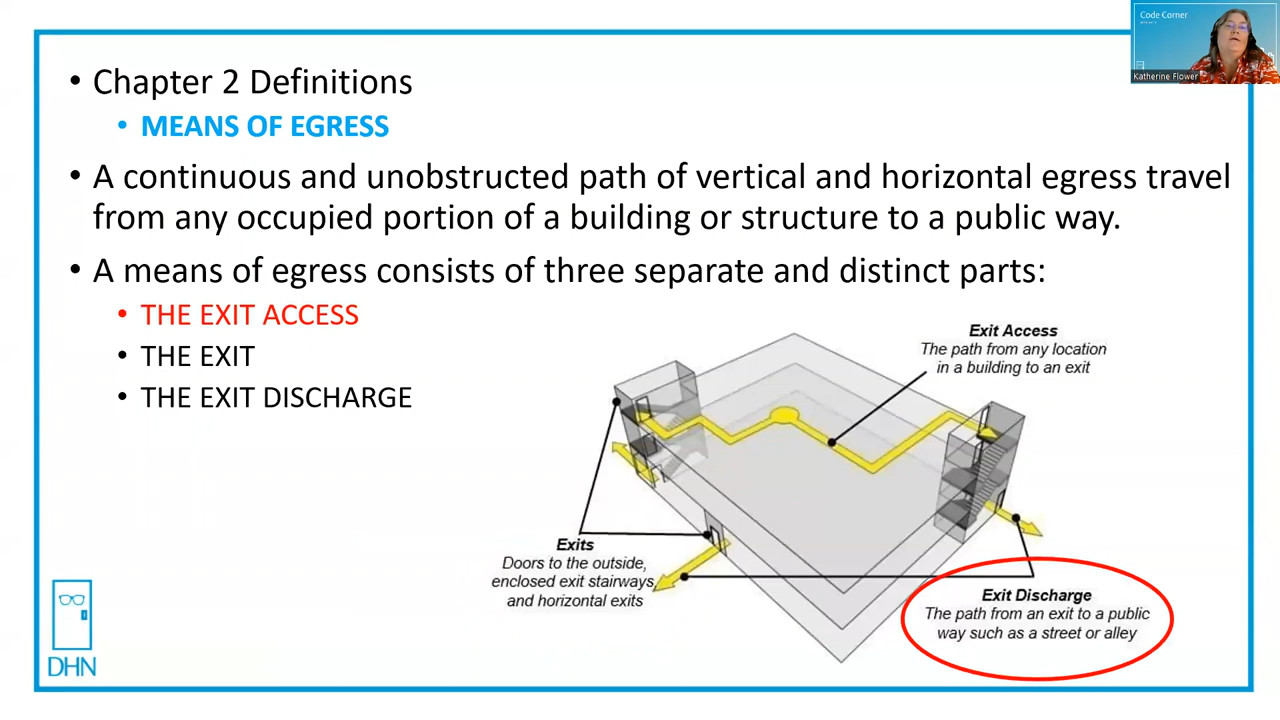 Code Corner
Katherine Flower
• Chapter 2 Definitions
• MEANS OF EGRESS
• A continuous and unobstructed path of vertical and horizontal egress travel
from any occupied portion of a building or structure to a public way.
• A means of egress consists of three separate and distinct parts:
• THE EXIT ACCESS
• THE EXIT
• THE EXIT DISCHARGE
Exit Access
The path from any location
in a building to an exit
Exits
Doors to the outside,
enclosed exit stairways,
and horizontal exits
Exit Discharge
The path from an exit to a public
way such as a street or alley
DHN